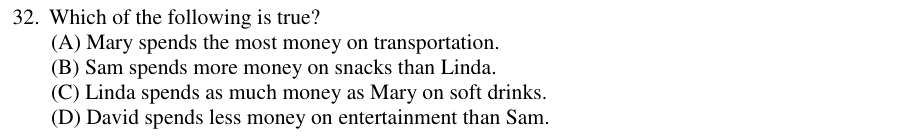 32. Which of the following is true?
(A) Mary spends the most money on transportation.
(B) Sam spends more money on snacks than Linda.
(C) Linda spends as much money as Mary on soft drinks.
(D) David spends less money on entertainment than Sam.